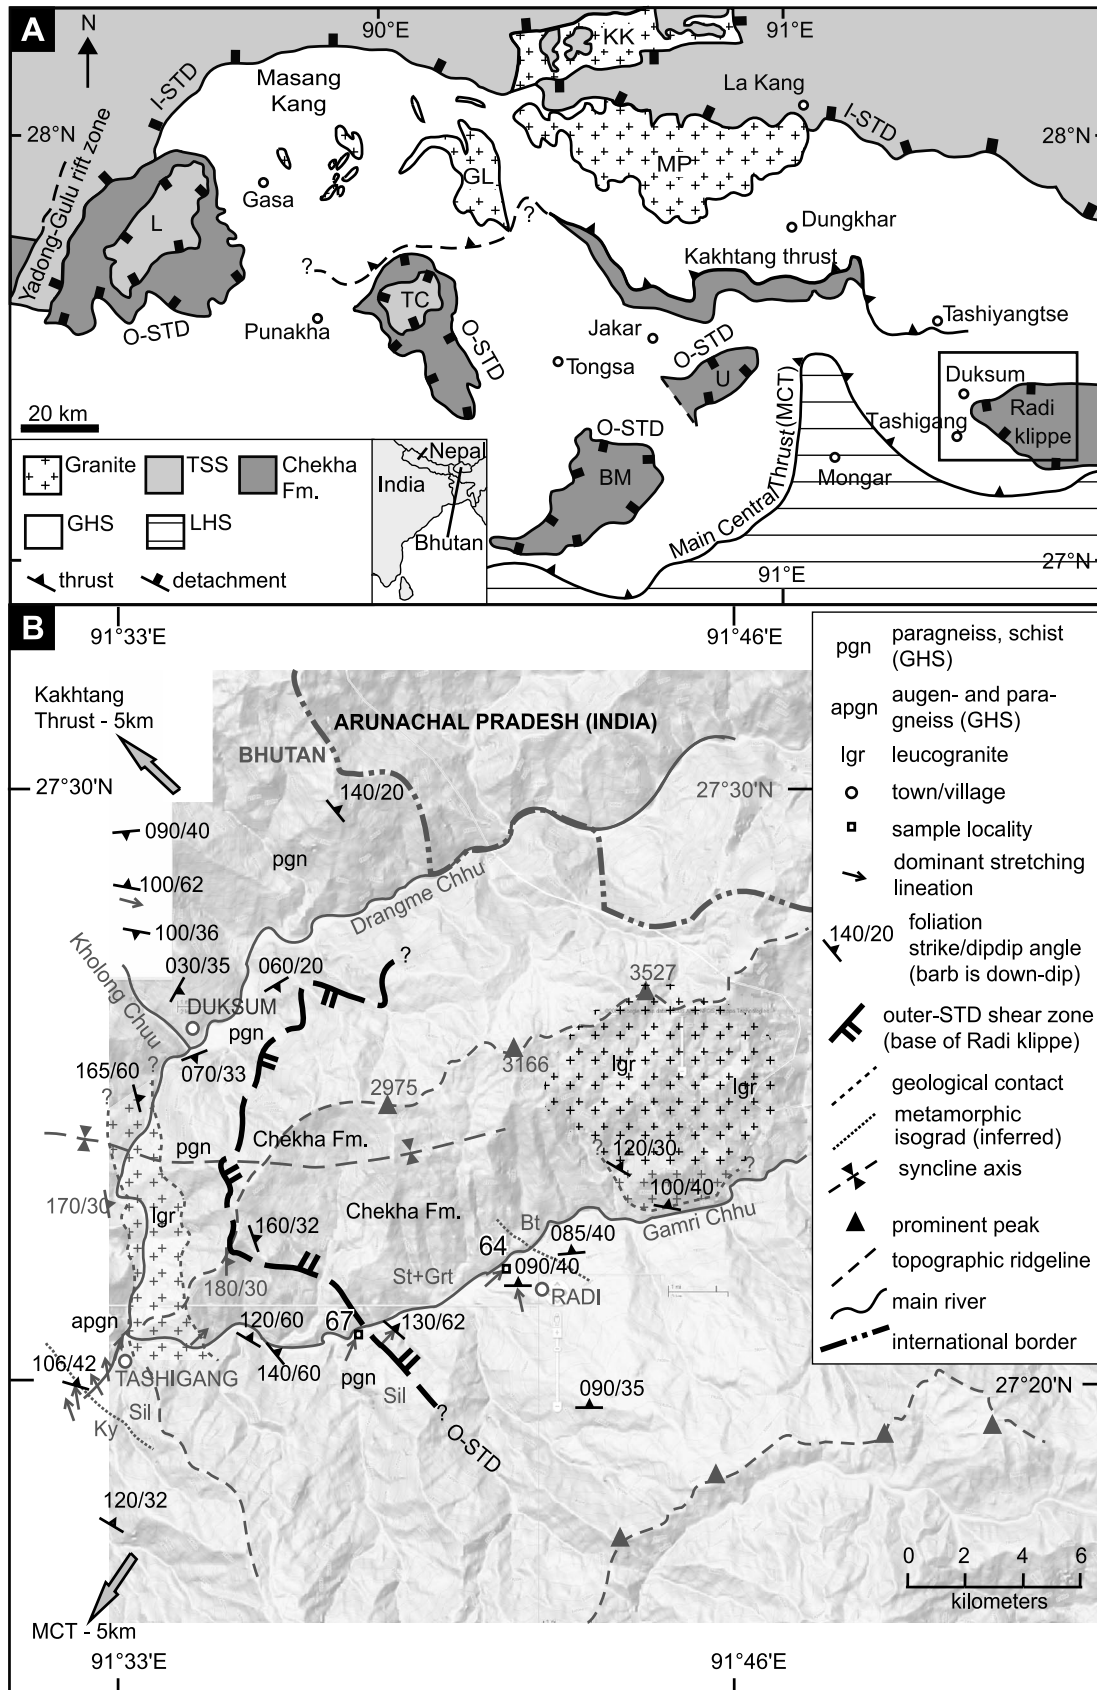 A
N
90°E
91°E
KK
Masang
Kang
La Kang
I-STD
I-STD
28°N
28°N
MP
GL
Gasa
L
Yadong-Gulu rift zone
?
Dungkhar
Kakhtang thrust
?
TC
O-STD
Punakha
O-STD
Jakar
Tashiyangtse
O-STD
Tongsa
U
Duksum
Radi
klippe
Tashigang
20 km
O-STD
BM
Main Central Thrust (MCT)
Mongar
Granite
TSS
Chekha
Fm.
GHS
LHS
thrust
detachment
Nepal
India
Bhutan
91°E
27°N
B
91°33'E
91°46'E
Kakhtang
Thrust - 5km
ARUNACHAL PRADESH (INDIA)
BHUTAN
27°30'N
27°30'N
140/20
090/40
pgn
100/62
Drangme Chhu
100/36
Kholong Chuu
030/35
060/20
?
3527
DUKSUM
pgn
3166
lgr
lgr
?
165/60
070/33
2975
?
pgn
Chekha Fm.
?
120/30
?
170/30
lgr
160/32
Chekha Fm.
100/40
Gamri Chhu
Bt
085/40
64
St+Grt
090/40
180/30
RADI
apgn
120/60
67
130/62
106/42
TASHIGANG
140/60
pgn
Sil
090/35
27°20'N
Sil
Ky
?
O-STD
120/32
MCT - 5km
0 2 4 6
kilometers
91°33'E
91°46'E
pgn paragneiss, schist
(GHS)
apgn augen- and para-
gneiss (GHS)
lgr leucogranite
town/village
sample locality
dominant stretching
lineation
140/20 foliation
strike/dipdip angle
(barb is down-dip)
outer-STD shear zone
(base of Radi klippe)
geological contact
metamorphic
isograd (inferred)
syncline axis
prominent peak
topographic ridgeline
main river
international border